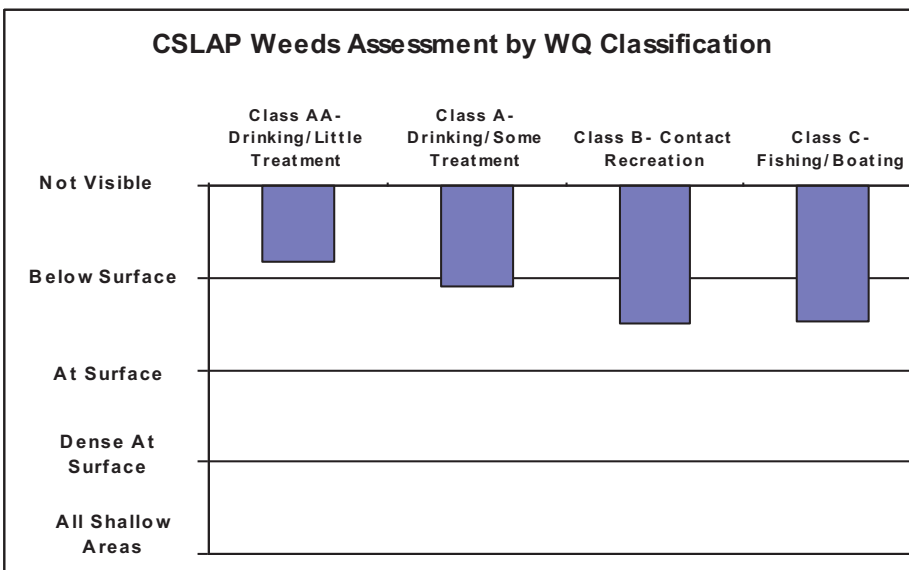 CSLAP Weeds Assessment by WQ Classification
Class AA-
Drinking/Little
Treatment
Class A-
Drinking/Some
Treatment
Class B- Contact
Recreation
Class C-
Fishing/Boating
Not Visible
Below Surface
At Surface
Dense At
Surface
All Shallow
Areas